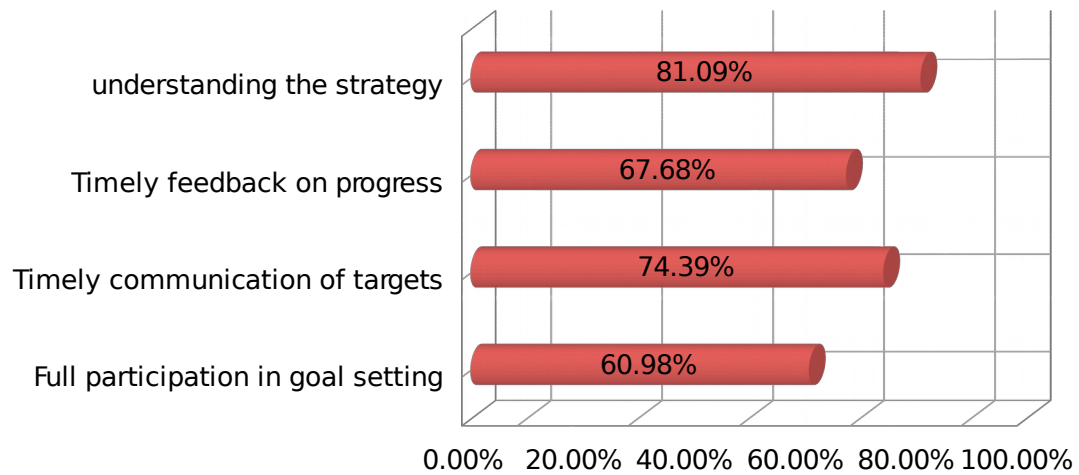 understanding the strategy 81.09%
Timely feedback on progress 67.68%
Timely communication of targets 74.39%
Full participation in goal setting 60.98%
0.00% 20.00% 40.00% 60.00% 80.00% 100.00%